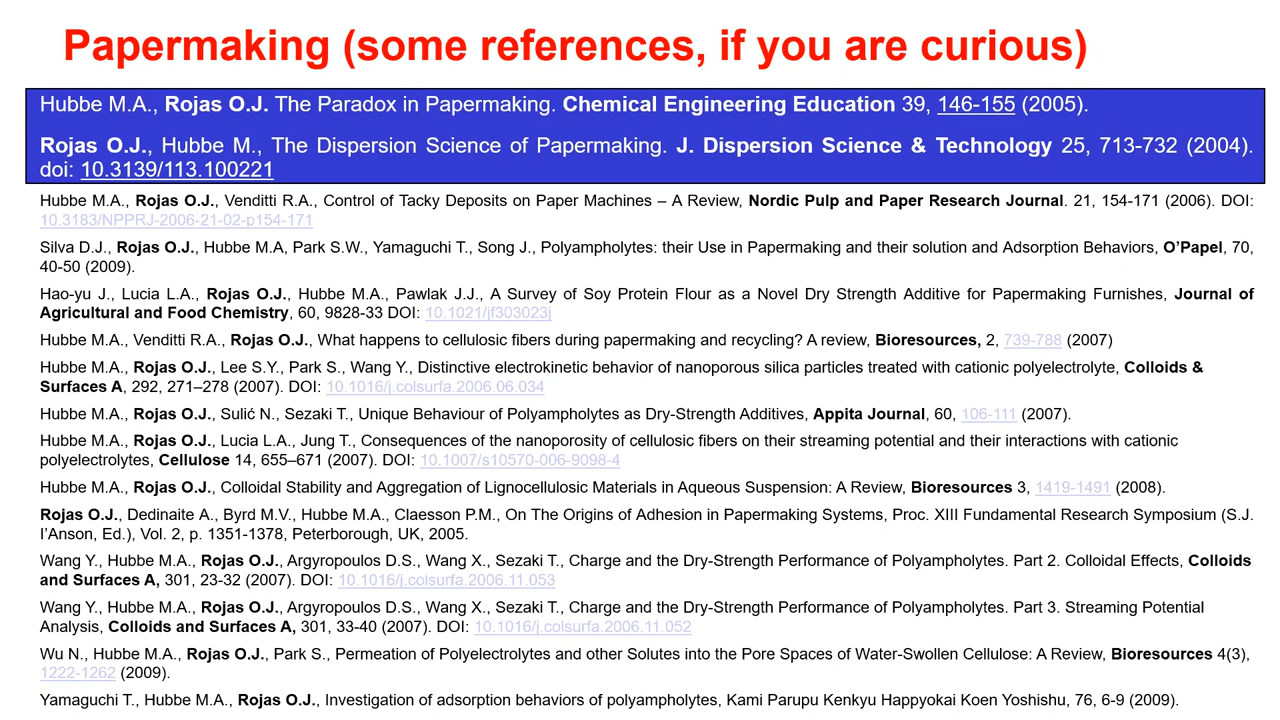 Papermaking (some references, if you are curious)
Hubbe M.A., Rojas O.J. The Paradox in Papermaking. Chemical Engineering Education 39, 146-155 (2005).
Rojas O.J., Hubbe M., The Dispersion Science of Papermaking. J. Dispersion Science & Technology 25, 713-732 (2004).
doi: 10.3139/113.100221
Hubbe M.A., Rojas O.J., Venditti R.A., Control of Tacky Deposits on Paper Machines – A Review, Nordic Pulp and Paper Research Journal. 21, 154-171 (2006). DOI:
10.3183/NPPRJ-2006-21-02-p154-171
Silva D.J., Rojas O.J., Hubbe M.A, Park S.W., Yamaguchi T., Song J., Polyampholytes: their Use in Papermaking and their solution and Adsorption Behaviors, O’Papel, 70,
40-50 (2009).
Hao-yu J., Lucia L.A., Rojas O.J., Hubbe M.A., Pawlak J.J., A Survey of Soy Protein Flour as a Novel Dry Strength Additive for Papermaking Furnishes, Journal of
Agricultural and Food Chemistry, 60, 9828-33 DOI: 10.1021/jf303023j
Hubbe M.A., Venditti R.A., Rojas O.J., What happens to cellulosic fibers during papermaking and recycling? A review, Bioresources, 2, 739-788 (2007)
Hubbe M.A., Rojas O.J., Lee S.Y., Park S., Wang Y., Distinctive electrokinetic behavior of nanoporous silica particles treated with cationic polyelectrolyte, Colloids &
Surfaces A, 292, 271–278 (2007). DOI: 10.1016/j.colsurfa.2006.06.034
Hubbe M.A., Rojas O.J., Sulić N., Sezaki T., Unique Behaviour of Polyampholytes as Dry-Strength Additives, Appita Journal, 60, 106-111 (2007).
Hubbe M.A., Rojas O.J., Lucia L.A., Jung T., Consequences of the nanoporosity of cellulosic fibers on their streaming potential and their interactions with cationic
polyelectrolytes, Cellulose 14, 655–671 (2007). DOI: 10.1007/s10570-006-9098-4
Hubbe M.A., Rojas O.J., Colloidal Stability and Aggregation of Lignocellulosic Materials in Aqueous Suspension: A Review, Bioresources 3, 1419-1491 (2008).
Rojas O.J., Dedinaite A., Byrd M.V., Hubbe M.A., Claesson P.M., On The Origins of Adhesion in Papermaking Systems, Proc. XIII Fundamental Research Symposium (S.J.
I’Anson, Ed.), Vol. 2, p. 1351-1378, Peterborough, UK, 2005.
Wang Y., Hubbe M.A., Rojas O.J., Argyropoulos D.S., Wang X., Sezaki T., Charge and the Dry-Strength Performance of Polyampholytes. Part 2. Colloidal Effects, Colloids
and Surfaces A, 301, 23-32 (2007). DOI: 10.1016/j.colsurfa.2006.11.053
Wang Y., Hubbe M.A., Rojas O.J., Argyropoulos D.S., Wang X., Sezaki T., Charge and the Dry-Strength Performance of Polyampholytes. Part 3. Streaming Potential
Analysis, Colloids and Surfaces A, 301, 33-40 (2007). DOI: 10.1016/j.colsurfa.2006.11.052
Wu N., Hubbe M.A., Rojas O.J., Park S., Permeation of Polyelectrolytes and other Solutes into the Pore Spaces of Water-Swollen Cellulose: A Review, Bioresources 4(3),
1222-1262 (2009).
Yamaguchi T., Hubbe M.A., Rojas O.J., Investigation of adsorption behaviors of polyampholytes, Kami Parupu Kenkyu Happyokai Koen Yoshishu, 76, 6-9 (2009).